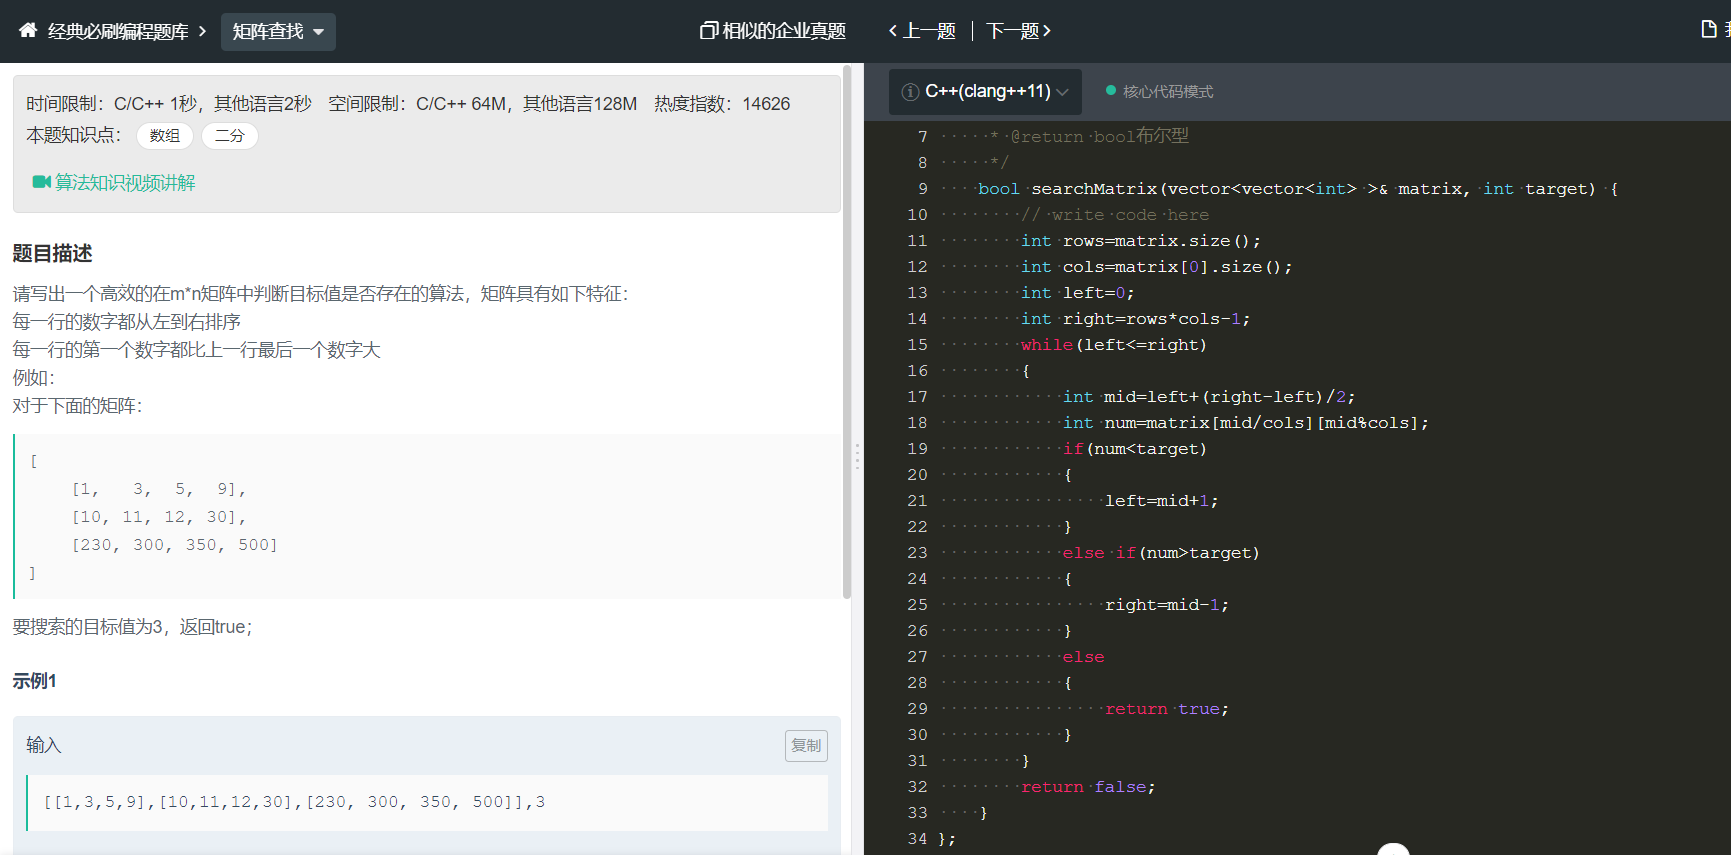 经典必刷编程题库 矩阵查找 相似的企业真题 上一题 下一题
时间限制：C/C++ 1秒，其他语言2秒 空间限制：C/C++ 64M，其他语言128M 热度指数：14626
本题知识点： 数组 二分
算法知识视频讲解
题目描述
请写出一个高效的在m*n矩阵中判断目标值是否存在的算法，矩阵具有如下特征：
每一行的数字都从左到右排序
每一行的第一个数字都比上一行最后一个数字大
例如：
对于下面的矩阵：
[
[1, 3, 5, 9],
[10, 11, 12, 30],
[230, 300, 350, 500]
]
要搜索的目标值为3，返回true；
示例1
输入 复制
[[1,3,5,9],[10,11,12,30],[230, 300, 350, 500]],3
C++(clang++11) 核心代码模式
7 * @return bool布尔型
8 */
9 bool searchMatrix(vector<vector<int> >& matrix, int target) {
10 // write code here
11 int rows=matrix.size();
12 int cols=matrix[0].size();
13 int left=0;
14 int right=rows*cols-1;
15 while(left<=right)
16 {
17 int mid=left+(right-left)/2;
18 int num=matrix[mid/cols][mid%cols];
19 if(num<target)
20 {
21 left=mid+1;
22 }
23 else if(num>target)
24 {
25 right=mid-1;
26 }
27 else
28 {
29 return true;
30 }
31 }
32 return false;
33 }
34 };